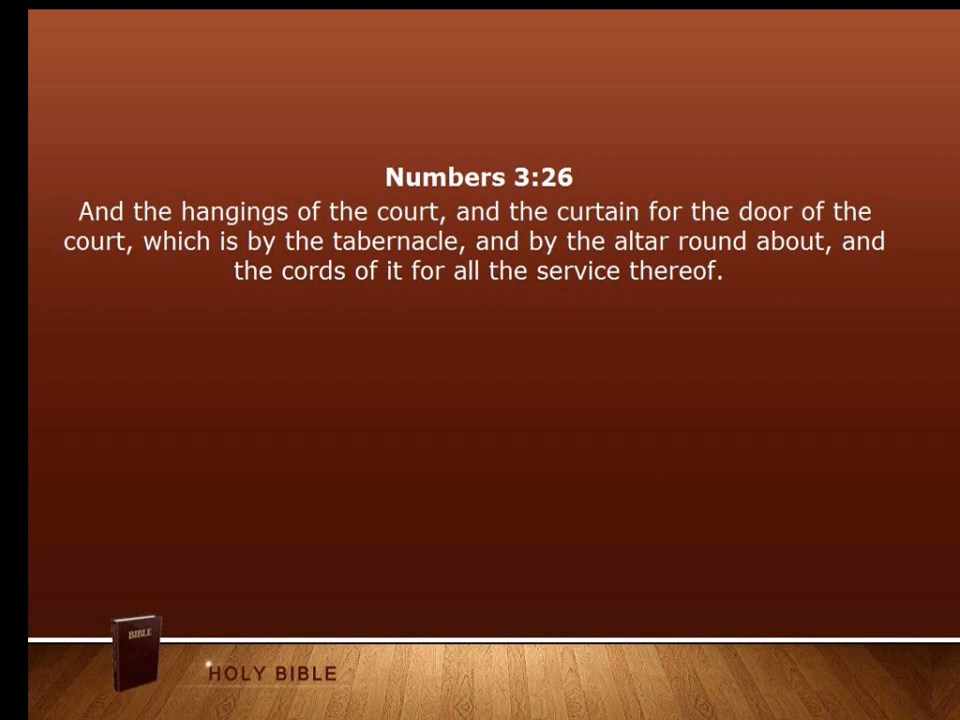 Numbers 3:26
And the hangings of the court, and the curtain for the door of the
court, which is by the tabernacle, and by the altar round about, and
the cords of it for all the service thereof.
BIBLE
HOLY BIBLE